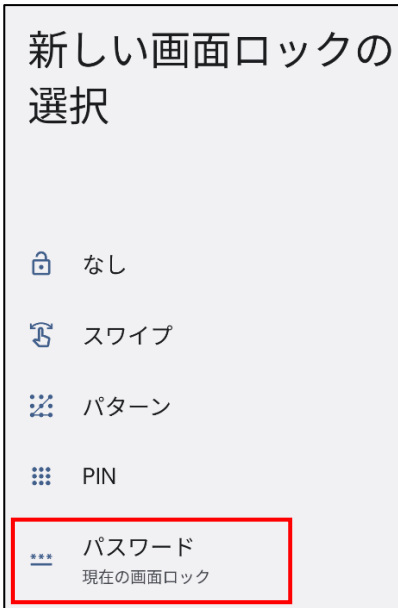 新しい画面ロックの
選択
なし
スワイプ
パターン
PIN
パスワード
現在の画面ロック